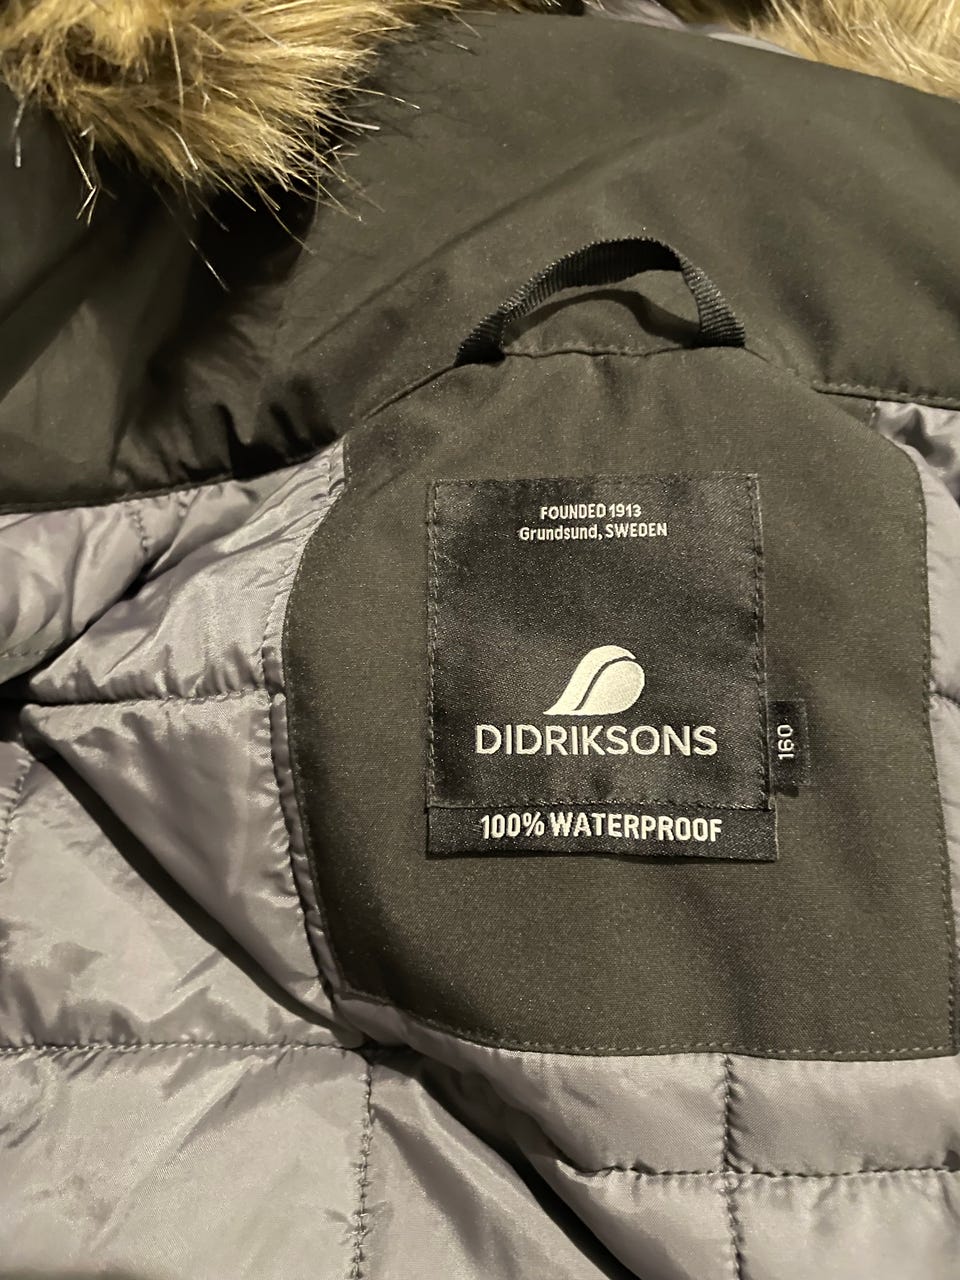 FOUNDED 1913
Grundsund, SWEDEN
DIDRIKSONS
160
100% WATERPROOF